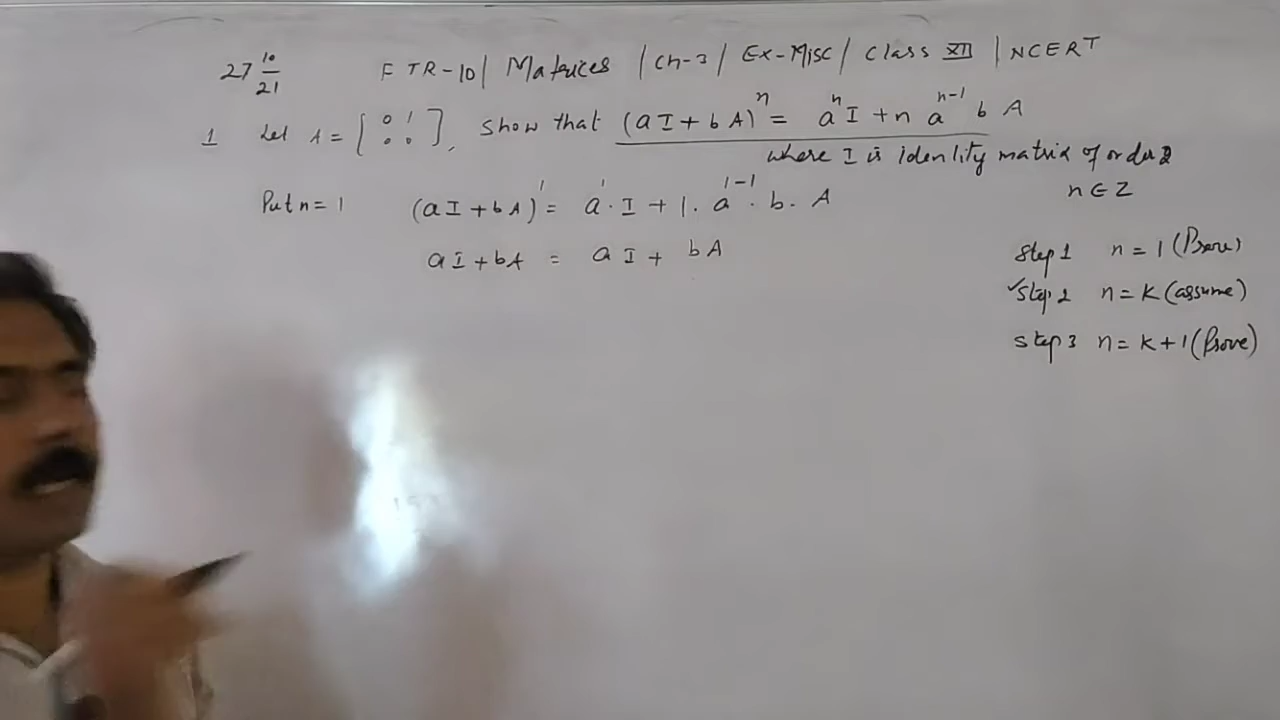 27 10/21 FTR-10 | Matrices | Ch-3 | Ex-Misc | Class XII | NCERT
1 Let A = [0 1 0 0], Show that (aI + bA)^n = a^n I + n a^(n-1) b A
where I is identity matrix of order 2
n ∈ Z
Put n = 1 (aI + bA)^1 = a^1 · I + 1 · a^(1-1) · b · A
aI + bA = aI + bA
Step 1 n = 1 (Prove)
✓Step 2 n = K (assume)
Step 3 n = K + 1 (Prove)